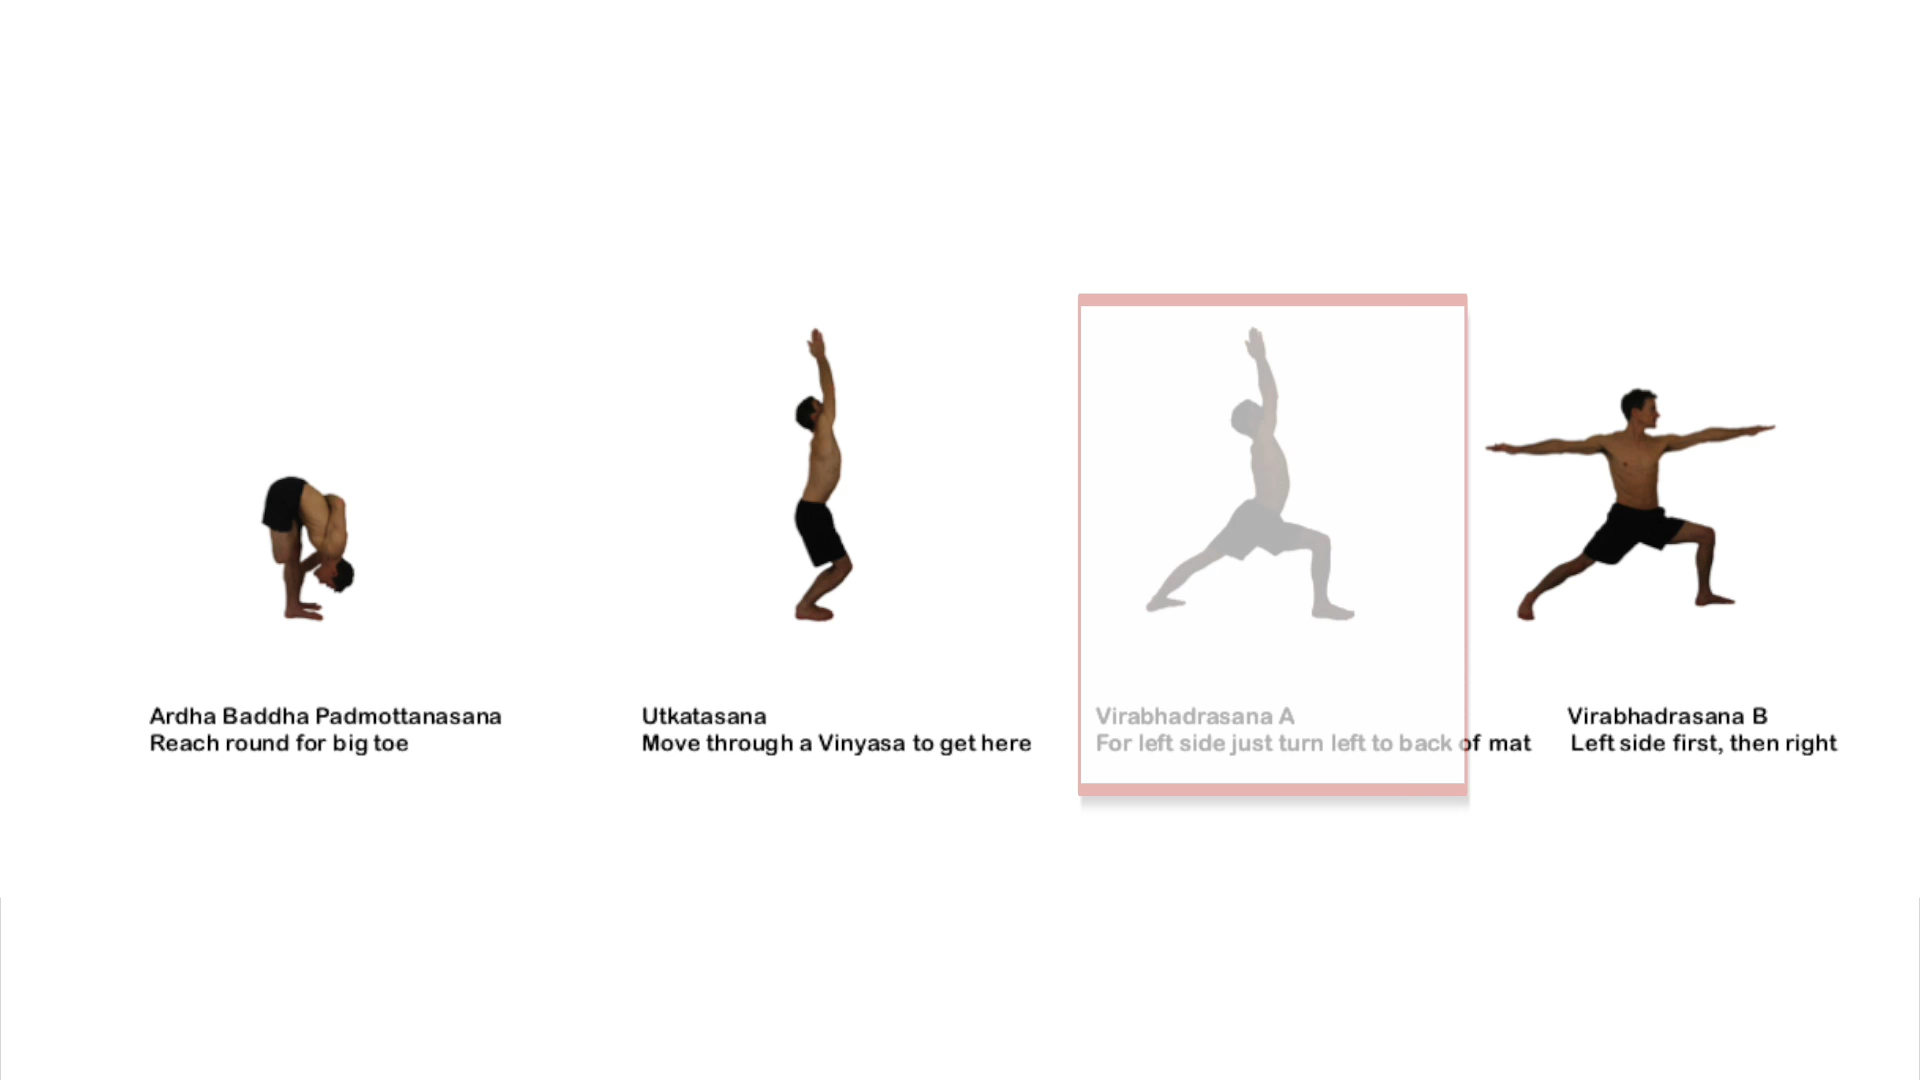 Ardha Baddha Padmottanasana
Reach round for big toe
Utkatasana
Move through a Vinyasa to get here
Virabhadrasana A
For left side just turn left to back of mat
Virabhadrasana B
Left side first, then right